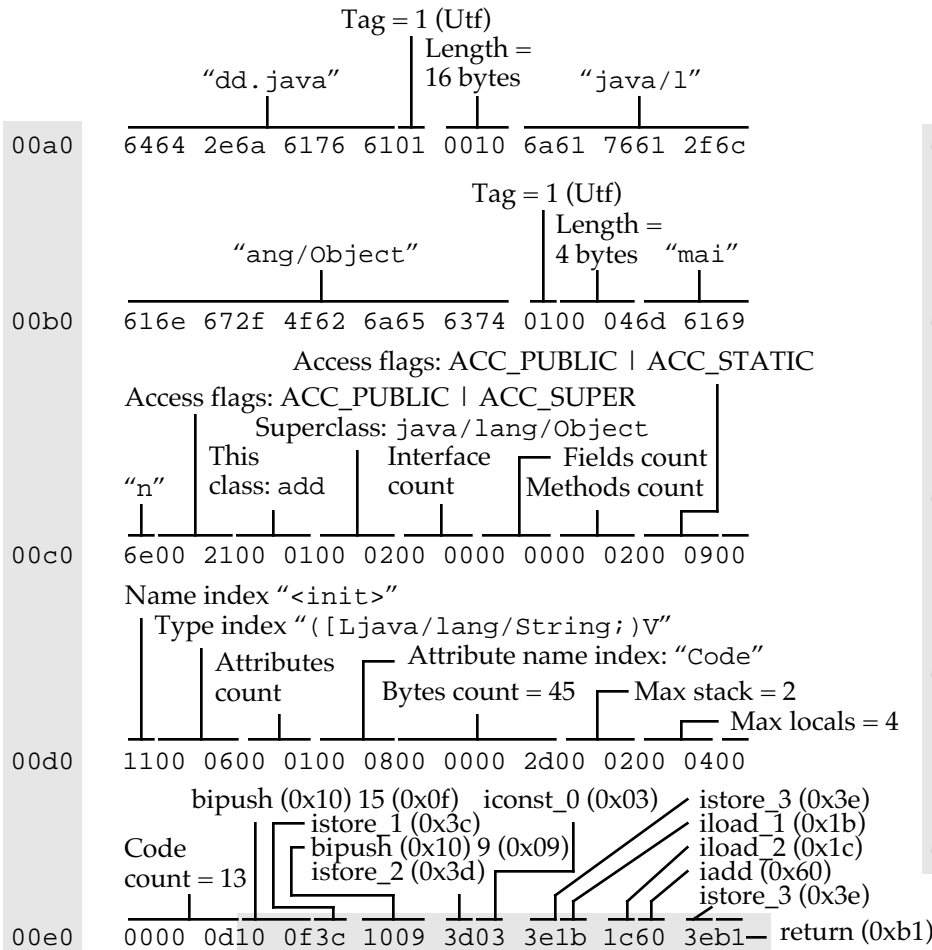 Tag = 1 (Utf)
Length =
16 bytes
“dd.java”
“java/l”
00a0 6464 2e6a 6176 6101 0010 6a61 7661 2f6c
Tag = 1 (Utf)
Length =
4 bytes
“ang/Object”
“mai”
00b0 616e 672f 4f62 6a65 6374 0100 046d 6169
Access flags: ACC_PUBLIC | ACC_STATIC
Access flags: ACC_PUBLIC | ACC_SUPER
Superclass: java/lang/Object
This
class: add
Interface
count
Fields count
Methods count
“n”
00c0 6e00 2100 0100 0200 0000 0000 0200 0900
Name index “<init>”
Type index “([Ljava/lang/String;)V”
Attributes
count
Attribute name index: “Code”
Bytes count = 45
Max stack = 2
Max locals = 4
00d0 1100 0600 0100 0800 0000 2d00 0200 0400
bipush (0x10) 15 (0x0f)
iconst_0 (0x03)
istore_3 (0x3e)
istore_1 (0x3c)
iload_1 (0x1b)
Code
count = 13
bipush (0x10) 9 (0x09)
iload_2 (0x1c)
istore_2 (0x3d)
iadd (0x60)
istore_3 (0x3e)
00e0 0000 0d10 0f3c 1009 3d03 3e1b 1c60 3eb1 return (0xb1)